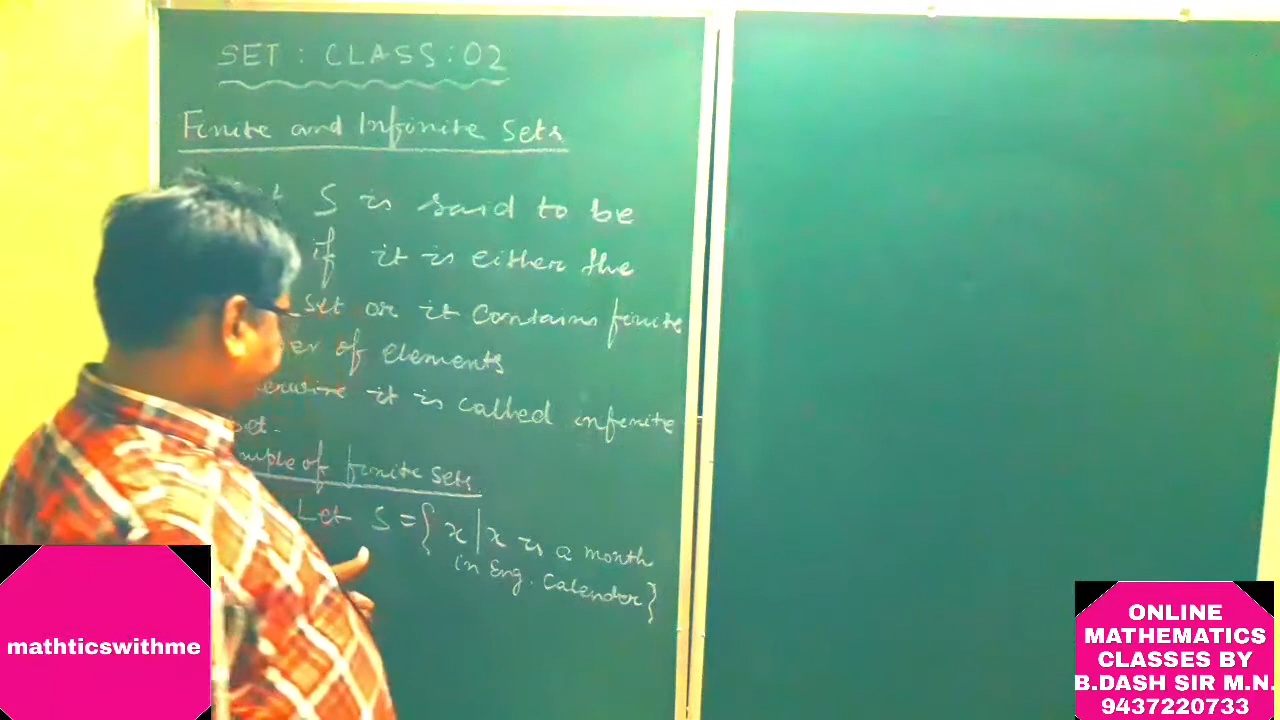 SET : CLASS : 02
Finite and Infinite Sets
S is said to be
if it is either the
set or it contains finite
of elements
it is called infinite
set.
of finite sets
Let S = { x | x is a month
in Eng. Calender }
mathticswithme
ONLINE
MATHEMATICS
CLASSES BY
B.DASH SIR M.N.
9437220733